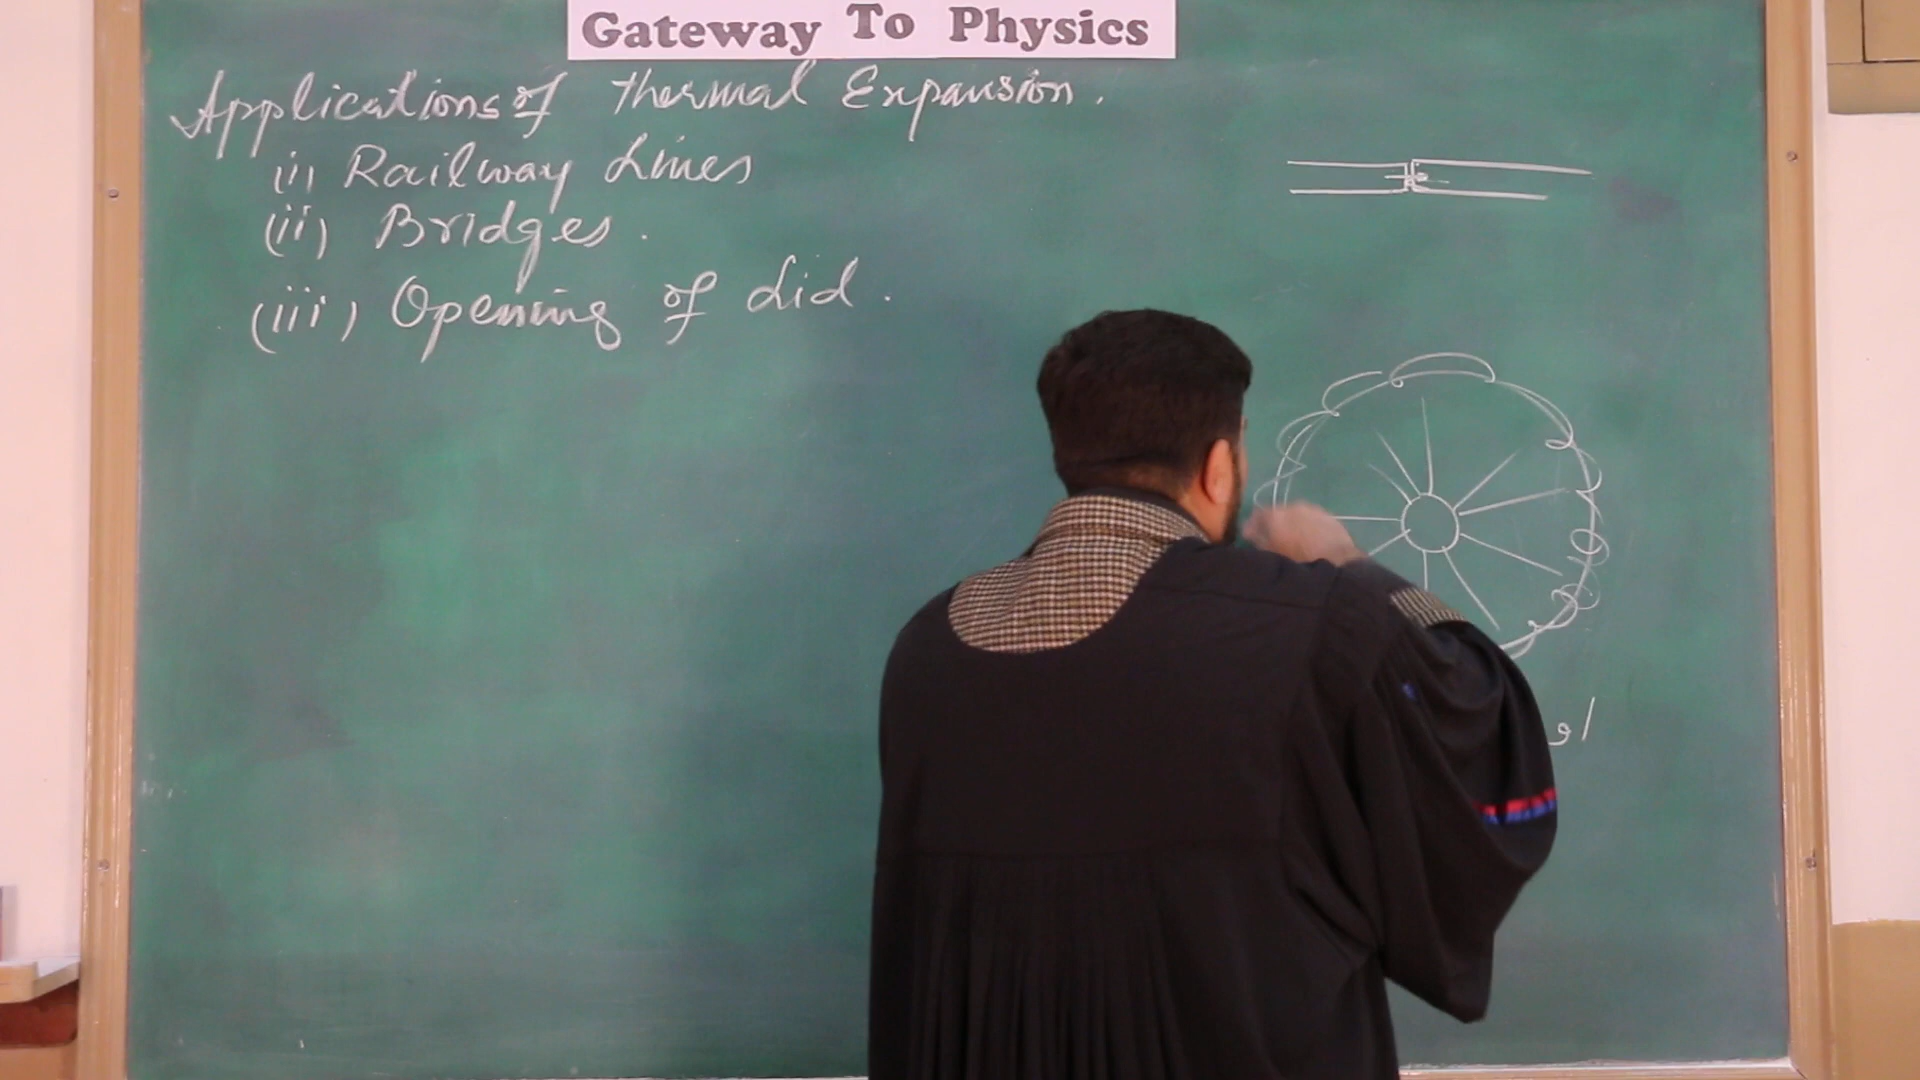 Gateway To Physics
Applications of thermal Expansion.
(i) Railway Lines
(ii) Bridges.
(iii) Opening of Lid.